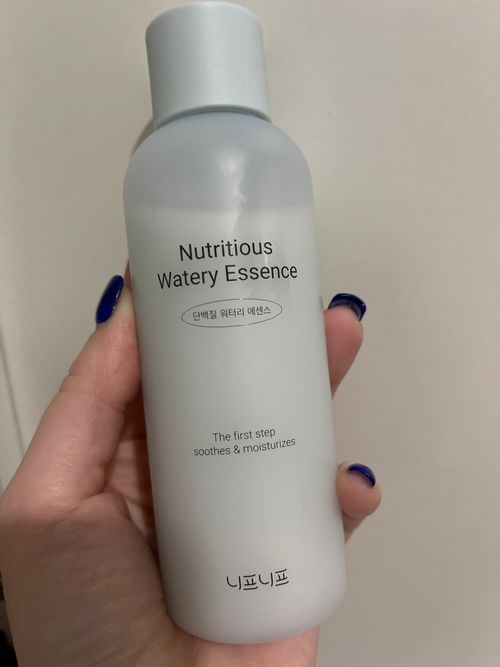 Nutritious
Watery Essence
단백질 워터리 에센스
The first step
soothes & moisturizes
니프니프